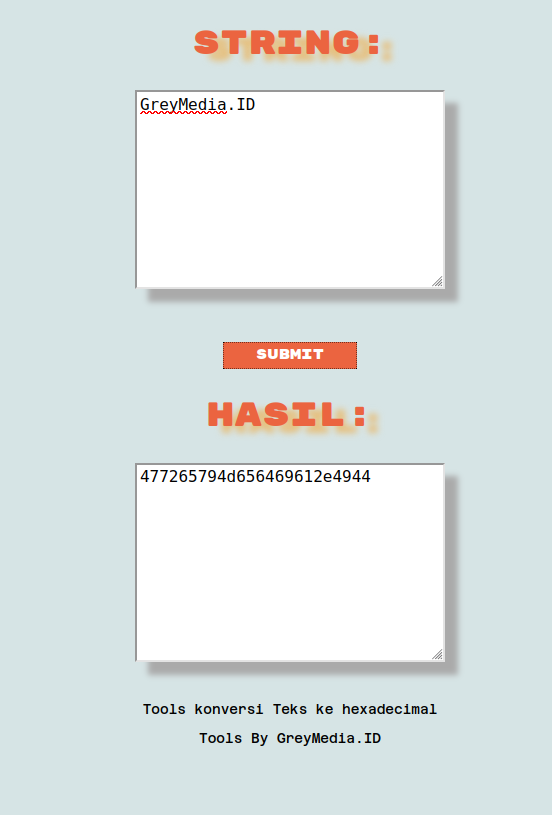 STRING:
GreyMedia.ID
SUBMIT
HASIL:
477265794d656469612e4944
Tools konversi Teks ke hexadecimal
Tools By GreyMedia.ID